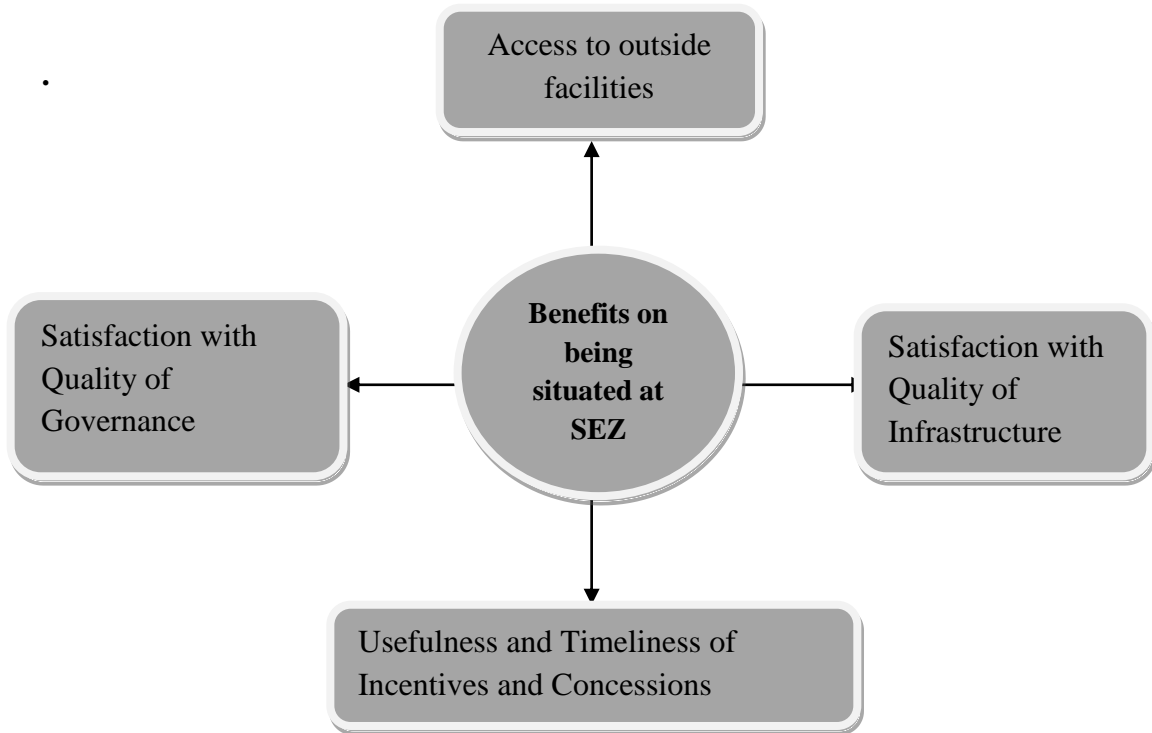 Access to outside
facilities
.
Satisfaction with
Quality of
Governance
Benefits on
being
situated at
SEZ
Satisfaction with
Quality of
Infrastructure
Usefulness and Timeliness of
Incentives and Concessions